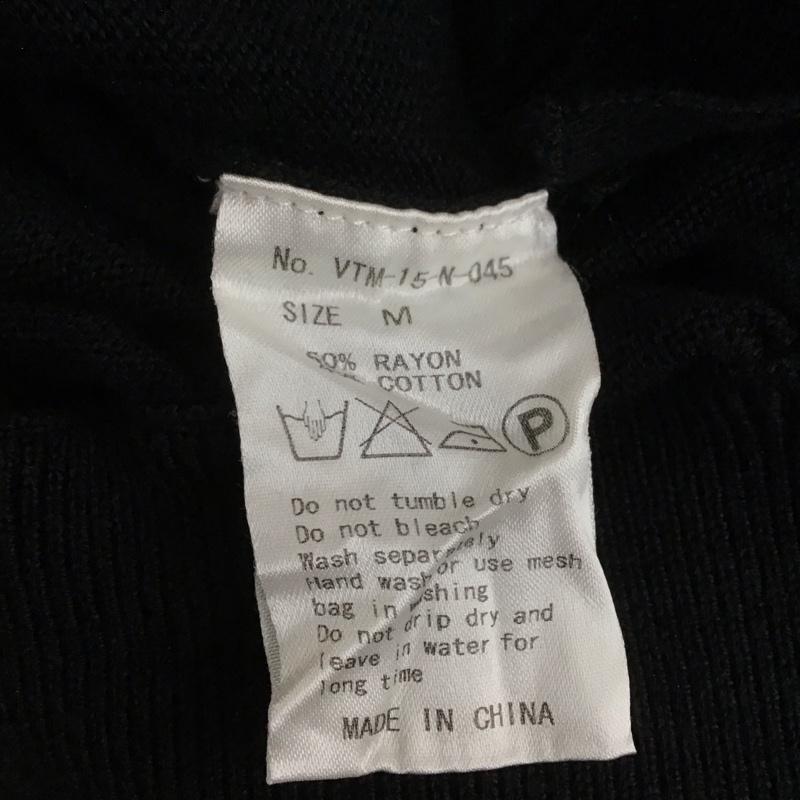 No. VTM-15-N-045
SIZE M
50% RAYON
COTTON
P
Do not tumble dry
Do not bleach
Wash separately
Hand wash or use mesh
bag in washing
Do not drip dry and
leave in water for
long time
MADE IN CHINA